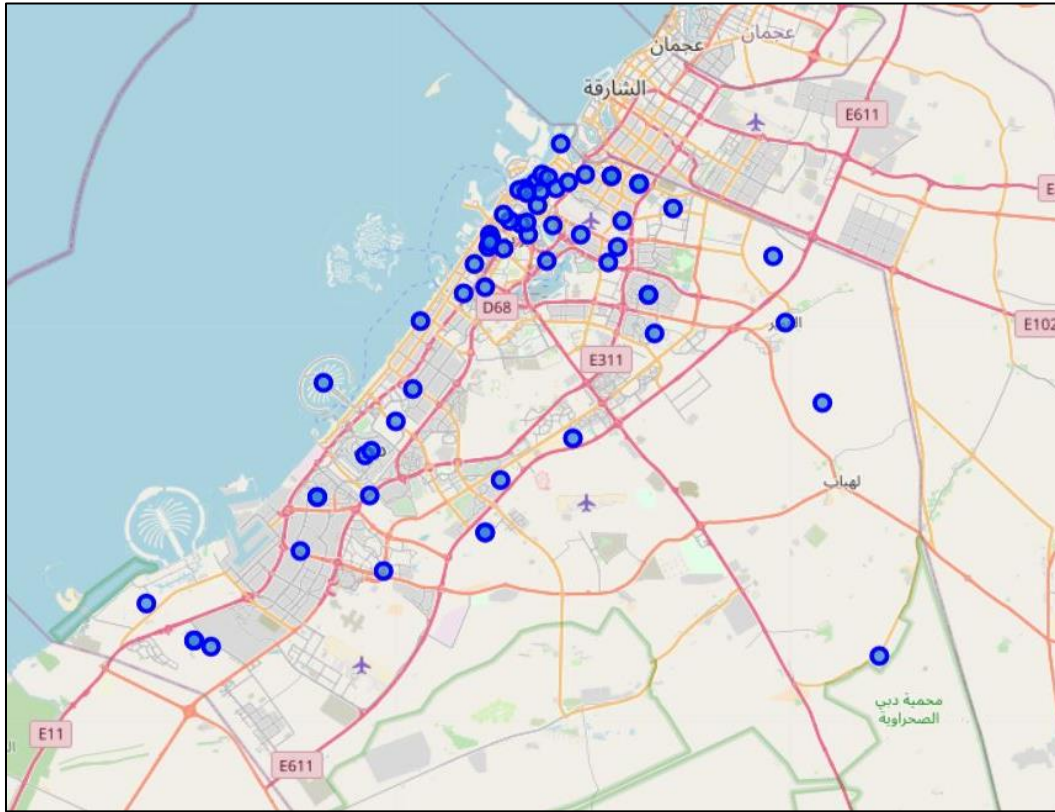 عجمان
عجمان
الشارقة
E611
E
D68
E102
E311
لهباب
محمية دبي
الصحراوية
E11
E611